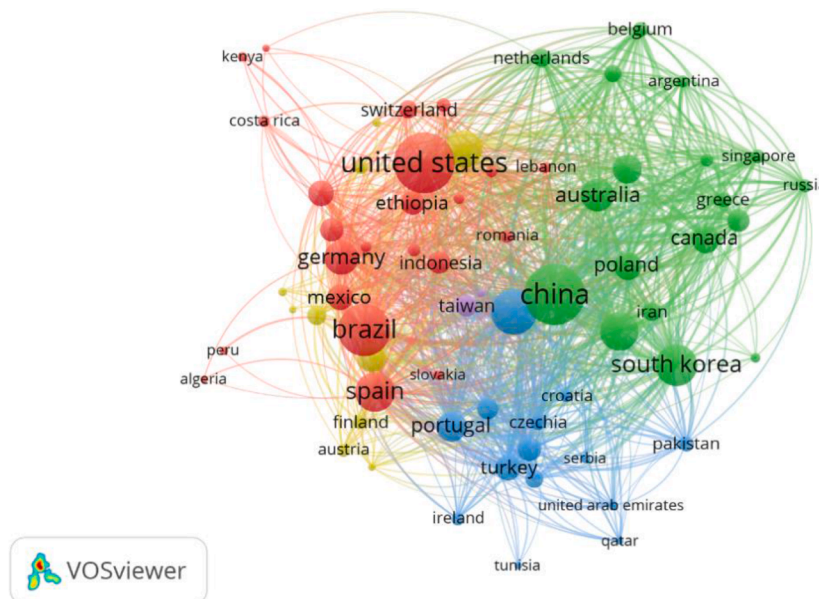 belgium
kenya
netherlands
argentina
switzerland
costa rica
united states
lebanon
singapore
russia
australia
ethiopia
greece
romania
canada
germany
indonesia
poland
mexico
china
taiwan
iran
brazil
peru
south korea
algeria
slovakia
spain
croatia
finland
portugal
czechia
austria
pakistan
serbia
turkey
united arab emirates
ireland
qatar
tunisia
VOSviewer